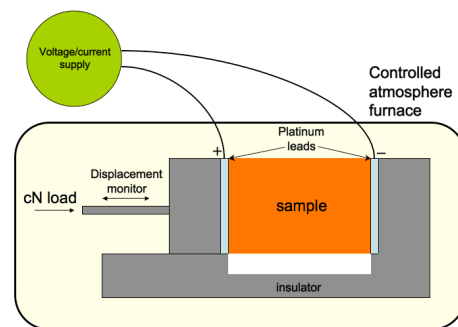 Voltage/current
supply
Controlled
atmosphere
furnace
Platinum
leads
+
−
Displacement
monitor
cN load
sample
insulator